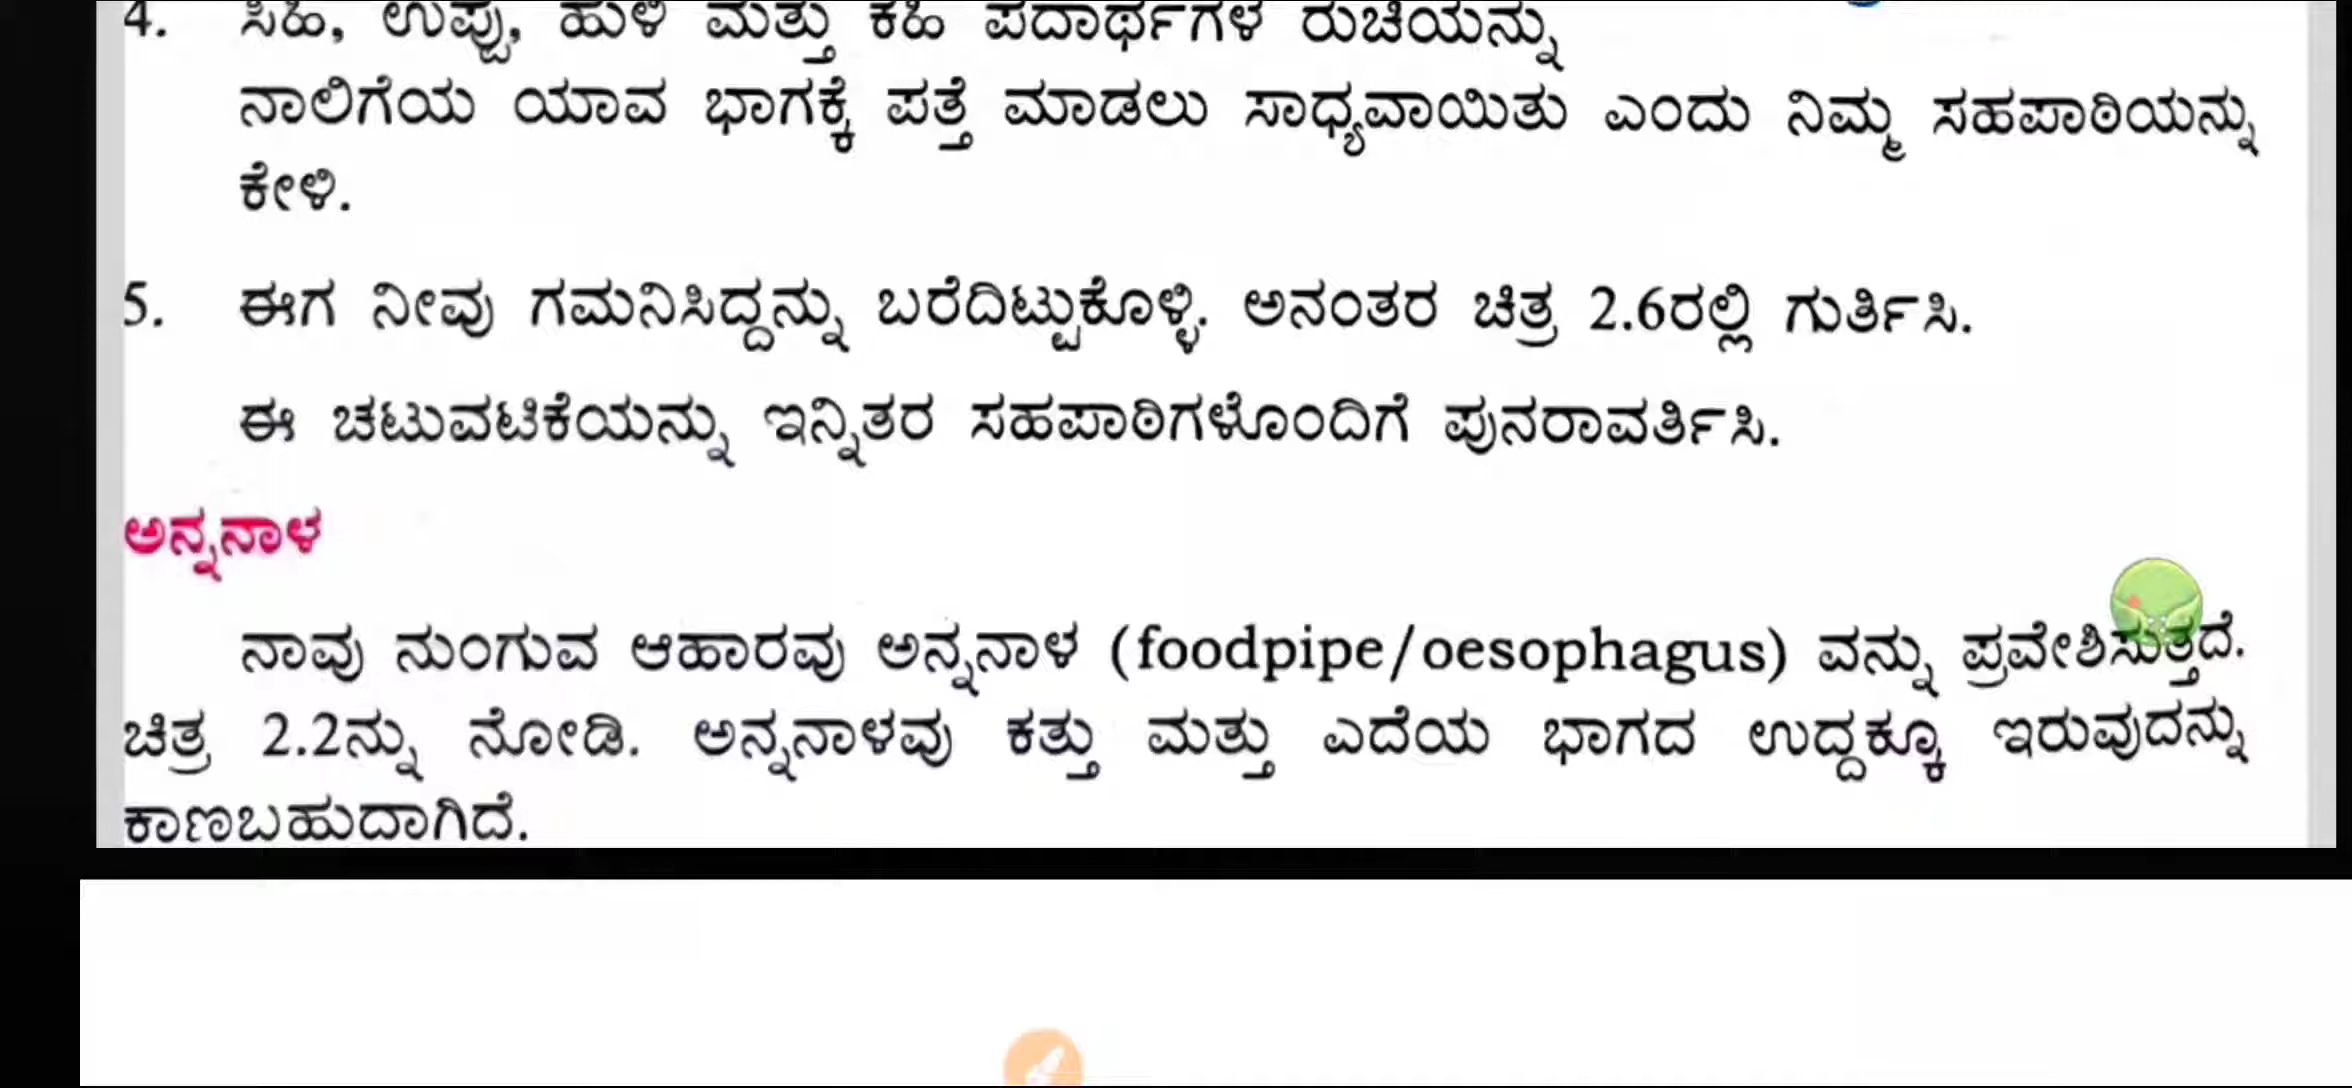 4. ಸಿಹಿ, ಉಪ್ಪು, ಹುಳಿ ಮತ್ತು ಕಹಿ ಪದಾರ್ಥಗಳ ರುಚಿಯನ್ನು
ನಾಲಿಗೆಯ ಯಾವ ಭಾಗಕ್ಕೆ ಪತ್ತೆ ಮಾಡಲು ಸಾಧ್ಯವಾಯಿತು ಎಂದು ನಿಮ್ಮ ಸಹಪಾಠಿಯನ್ನು
ಕೇಳಿ.
5. ಈಗ ನೀವು ಗಮನಿಸಿದ್ದನ್ನು ಬರೆದಿಟ್ಟುಕೊಳ್ಳಿ. ಅನಂತರ ಚಿತ್ರ 2.6ರಲ್ಲಿ ಗುರ್ತಿಸಿ.
ಈ ಚಟುವಟಿಕೆಯನ್ನು ಇನ್ನಿತರ ಸಹಪಾಠಿಗಳೊಂದಿಗೆ ಪುನರಾವರ್ತಿಸಿ.
ಅನ್ನನಾಳ
ನಾವು ನುಂಗುವ ಆಹಾರವು ಅನ್ನನಾಳ (foodpipe/oesophagus) ವನ್ನು ಪ್ರವೇಶಿಸುತ್ತದೆ.
ಚಿತ್ರ 2.2ನ್ನು ನೋಡಿ. ಅನ್ನನಾಳವು ಕತ್ತು ಮತ್ತು ಎದೆಯ ಭಾಗದ ಉದ್ದಕ್ಕೂ ಇರುವುದನ್ನು
ಕಾಣಬಹುದಾಗಿದೆ.